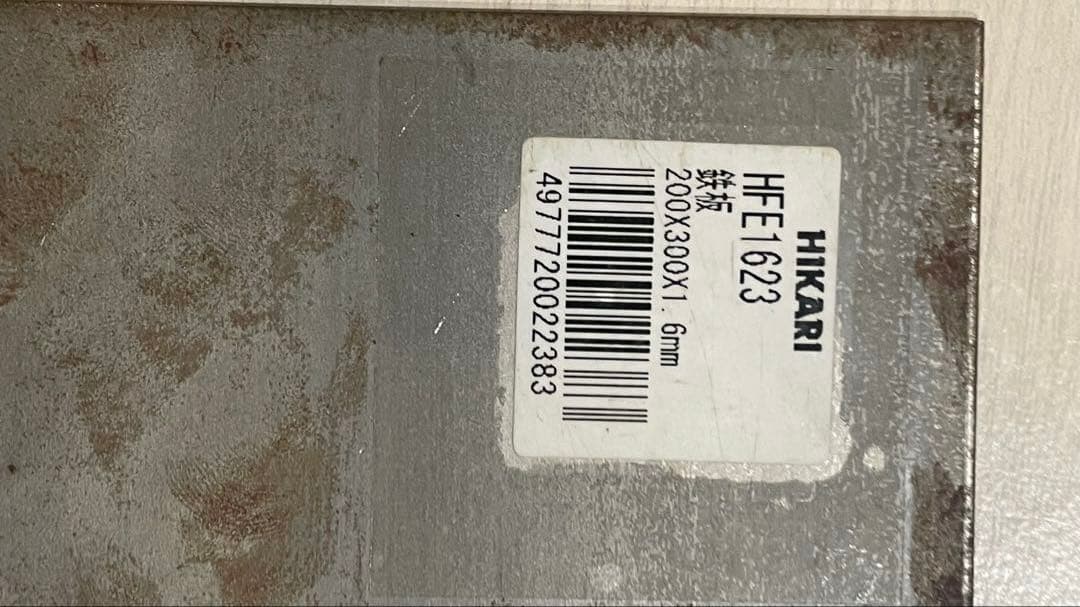 HIKARI
HFE1623
鉄板
200X300X1.6mm
4977720022383